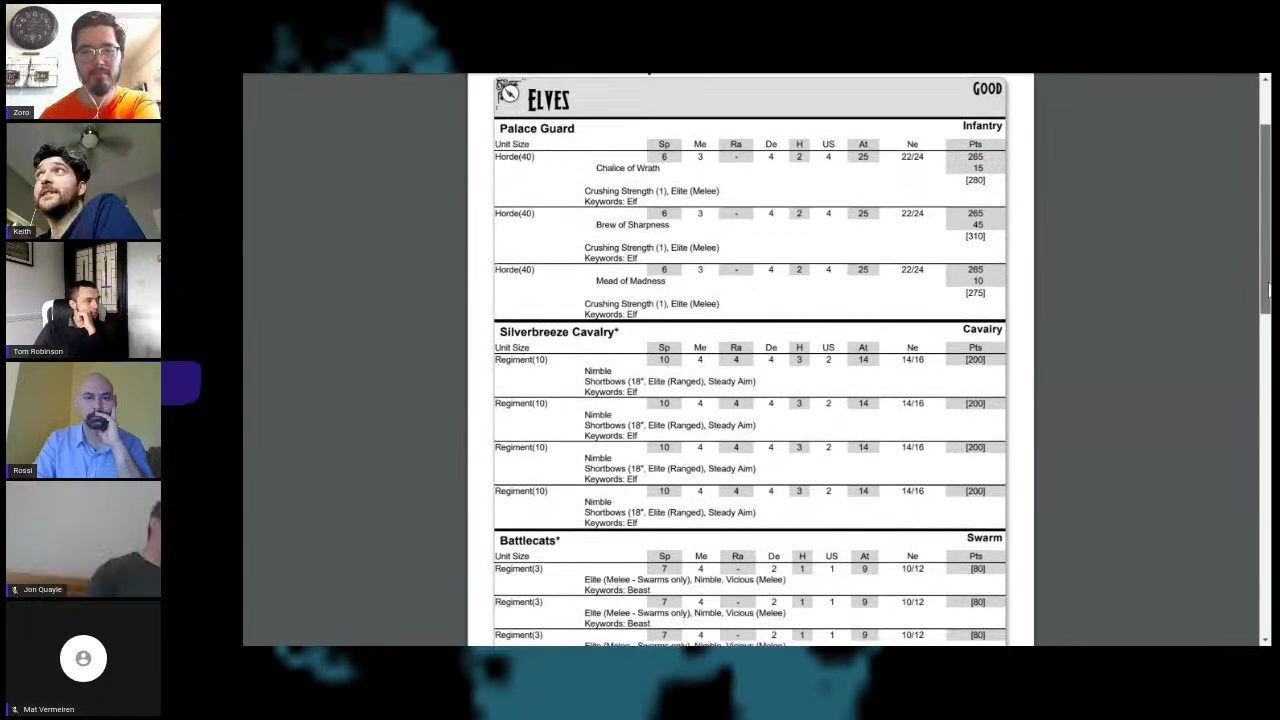 Zoro
Keith
Tom Robinson
Rossi
Jon Quayle
Mat Vermeiren
ELVES GOOD
Palace Guard Infantry
Unit Size Sp Me Ra De H US At Ne Pts
Horde(40) 6 3 - 4 2 4 25 22/24 265
Chalice of Wrath 15
[280]
Crushing Strength (1), Elite (Melee)
Keywords: Elf
Horde(40) 6 3 - 4 2 4 25 22/24 265
Brew of Sharpness 45
[310]
Crushing Strength (1), Elite (Melee)
Keywords: Elf
Horde(40) 6 3 - 4 2 4 25 22/24 265
Mead of Madness 10
[275]
Crushing Strength (1), Elite (Melee)
Keywords: Elf
Silverbreeze Cavalry* Cavalry
Unit Size Sp Me Ra De H US At Ne Pts
Regiment(10) 10 4 4 4 3 2 14 14/16 [200]
Nimble
Shortbows (18", Elite (Ranged), Steady Aim)
Keywords: Elf
Regiment(10) 10 4 4 4 3 2 14 14/16 [200]
Nimble
Shortbows (18", Elite (Ranged), Steady Aim)
Keywords: Elf
Regiment(10) 10 4 4 4 3 2 14 14/16 [200]
Nimble
Shortbows (18", Elite (Ranged), Steady Aim)
Keywords: Elf
Regiment(10) 10 4 4 4 3 2 14 14/16 [200]
Nimble
Shortbows (18", Elite (Ranged), Steady Aim)
Keywords: Elf
Battlecats* Swarm
Unit Size Sp Me Ra De H US At Ne Pts
Regiment(3) 7 4 - 2 1 1 9 10/12 [80]
Elite (Melee - Swarms only), Nimble, Vicious (Melee)
Keywords: Beast
Regiment(3) 7 4 - 2 1 1 9 10/12 [80]
Elite (Melee - Swarms only), Nimble, Vicious (Melee)
Keywords: Beast
Regiment(3) 7 4 - 2 1 1 9 10/12 [80]
Elite (Melee - Swarms only), Nimble, Vicious (Melee)